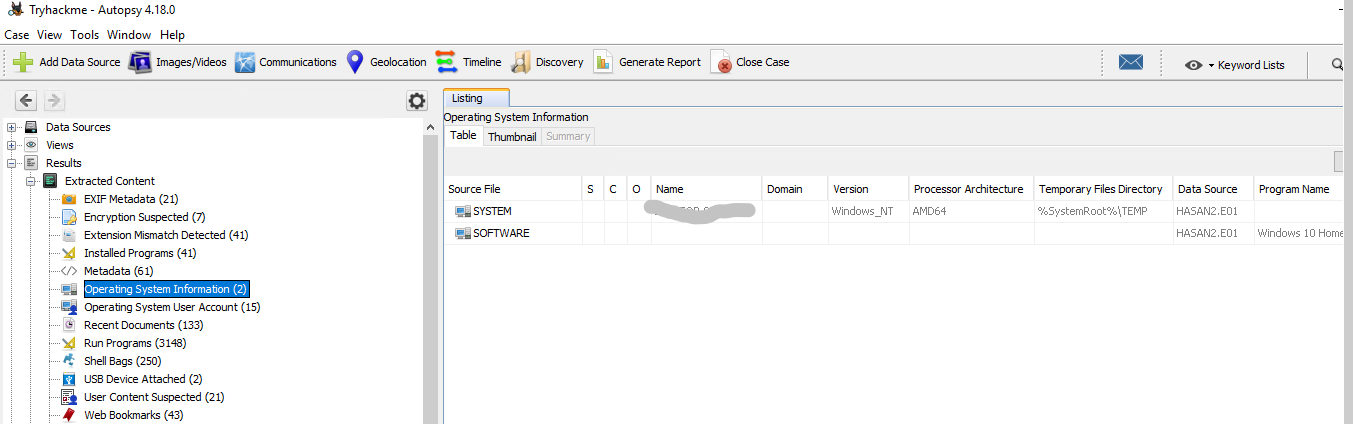 Tryhackme - Autopsy 4.18.0
Case View Tools Window Help
Add Data Source Images/Videos Communications Geolocation Timeline Discovery Generate Report Close Case Keyword Lists
Listing
Data Sources
Views
Results
Extracted Content
EXIF Metadata (21)
Encryption Suspected (7)
Extension Mismatch Detected (41)
Installed Programs (41)
Metadata (61)
Operating System Information (2)
Operating System User Account (15)
Recent Documents (133)
Run Programs (3148)
Shell Bags (250)
USB Device Attached (2)
User Content Suspected (21)
Web Bookmarks (43)
Operating System Information
Table Thumbnail Summary
Source File S C O Name Domain Version Processor Architecture Temporary Files Directory Data Source Program Name
SYSTEM Windows_NT AMD64 %SystemRoot%\TEMP HASAN2.E01
SOFTWARE HASAN2.E01 Windows 10 Home